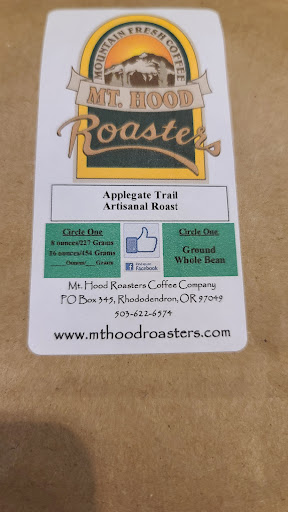 MOUNTAIN FRESH COFFEE
MT. HOOD
Roasters
Applegate Trail
Artisanal Roast
Circle One
8 ounces/227 Grams
16 ounces/454 Grams
____Ounces/___Grams
Facebook
Circle One
Ground
Whole Bean
Mt. Hood Roasters Coffee Company
PO Box 345, Rhododendron, OR 97049
503-622-6574
www.mthoodroasters.com